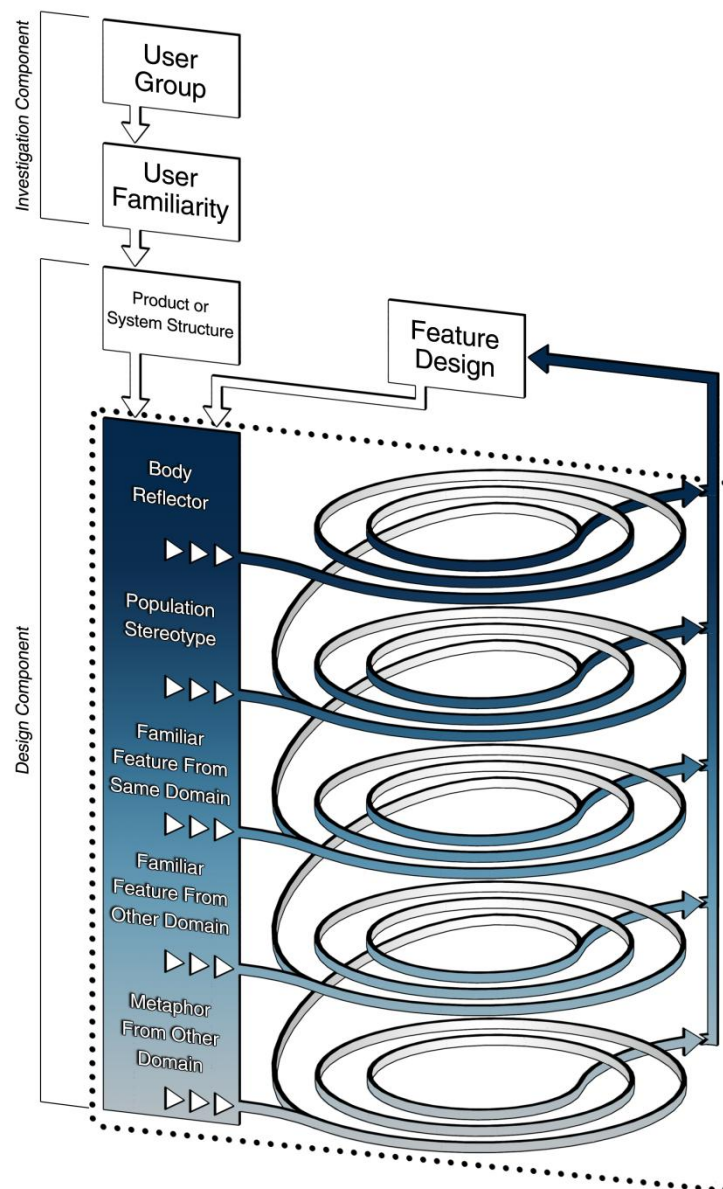 Investigation Component
User
Group
User
Familiarity
Design Component
Product or
System Structure
Feature
Design
Body
Reflector
Population
Stereotype
Familiar
Feature From
Same Domain
Familiar
Feature From
Other Domain
Metaphor
From Other
Domain